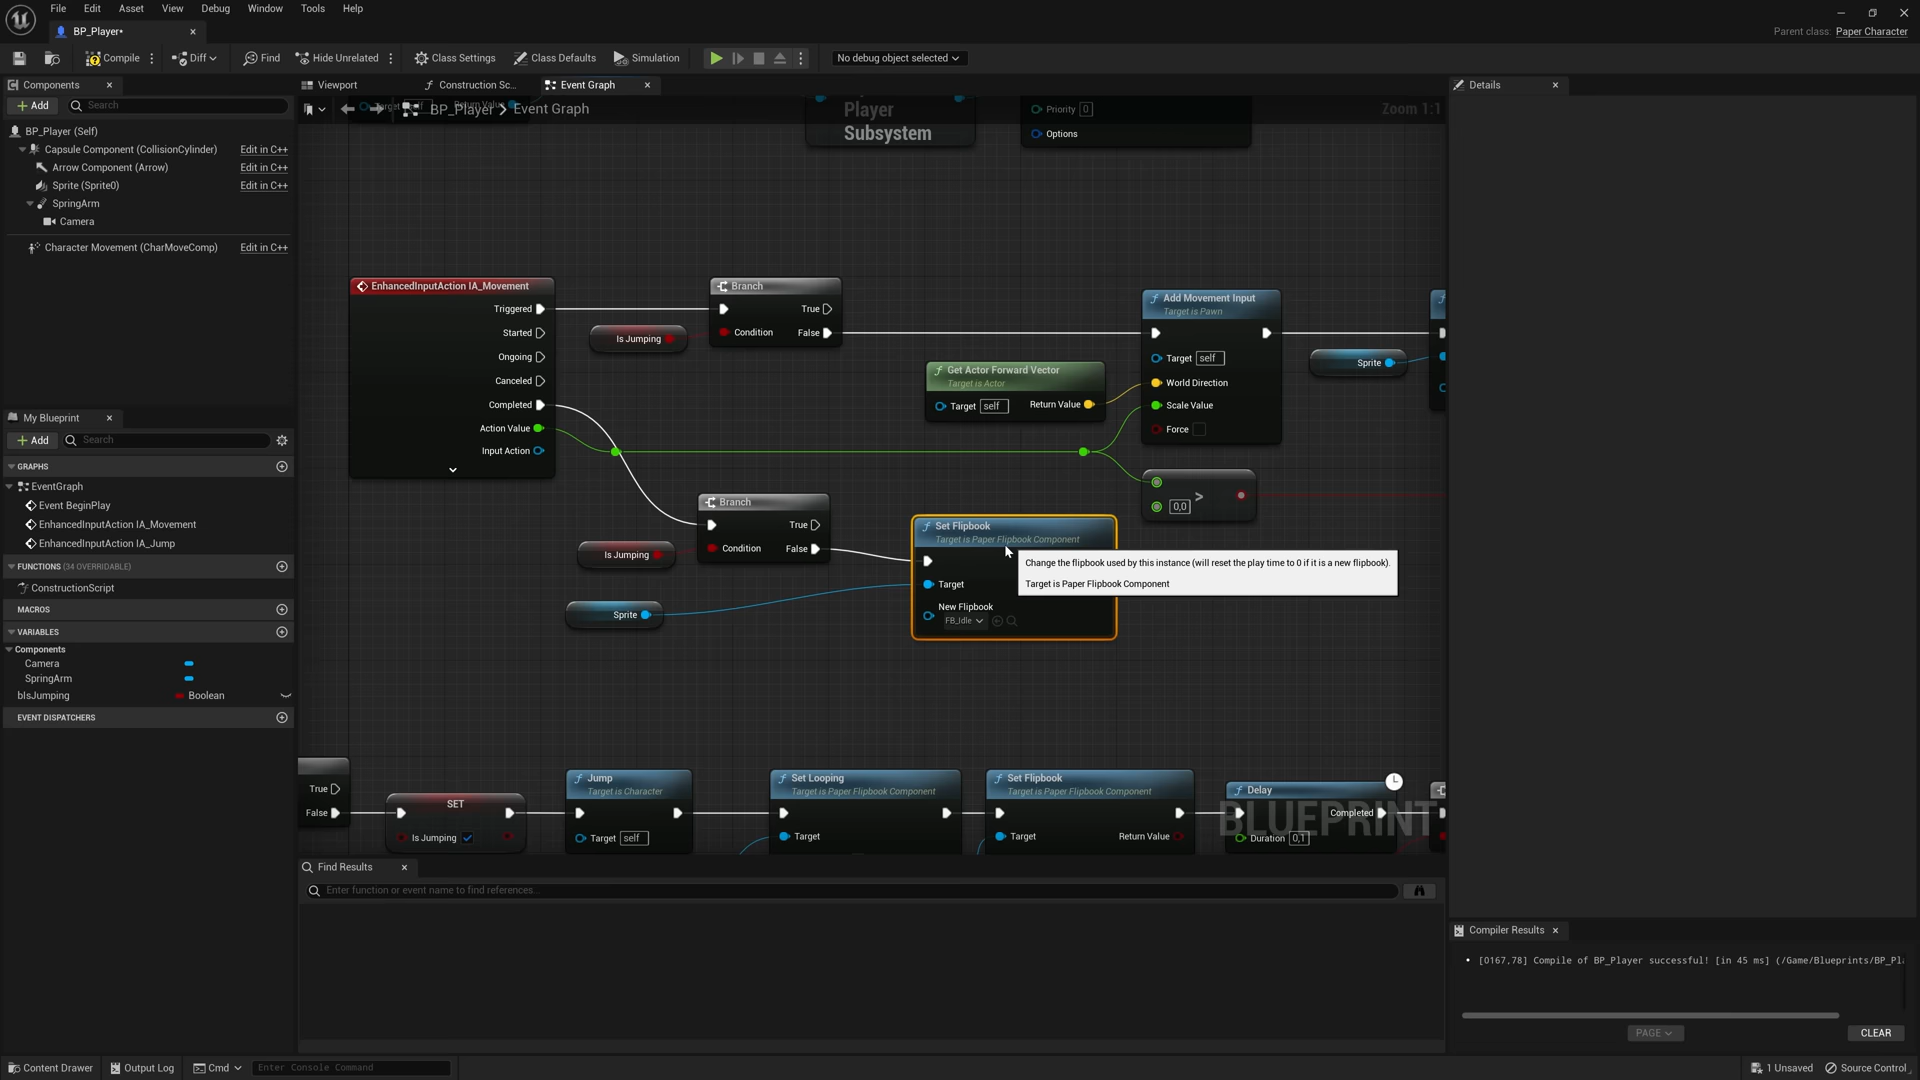 File Edit Asset View Debug Window Tools Help
BP_Player•
Parent class: Paper Character
Compile Diff Find Hide Unrelated Class Settings Class Defaults Simulation No debug object selected
Components
Viewport Construction Sc... Event Graph
Details
Add Search
BP_Player > Event Graph
Zoom 1:1
Player
Subsystem
Priority 0
Options
BP_Player (Self)
Capsule Component (CollisionCylinder) Edit in C++
Arrow Component (Arrow) Edit in C++
Sprite (Sprite0) Edit in C++
SpringArm
Camera
Character Movement (CharMoveComp) Edit in C++
EnhancedInputAction IA_Movement
Triggered
Started
Ongoing
Canceled
Completed
Action Value
Input Action
Is Jumping
Branch
True
Condition False
Get Actor Forward Vector
Target is Actor
Target self Return Value
Add Movement Input
Target is Pawn
Target self
World Direction
Scale Value
Force
Sprite
0,0 >
Branch
True
Condition False
Is Jumping
Sprite
Set Flipbook
Target is Paper Flipbook Component
Target
New Flipbook
FB_Idle
Change the flipbook used by this instance (will reset the play time to 0 if it is a new flipbook).
Target is Paper Flipbook Component
My Blueprint
Add Search
GRAPHS
EventGraph
Event BeginPlay
EnhancedInputAction IA_Movement
EnhancedInputAction IA_Jump
FUNCTIONS (34 OVERRIDABLE)
ConstructionScript
MACROS
VARIABLES
Components
Camera
SpringArm
bIsJumping Boolean
EVENT DISPATCHERS
True
False
SET
Is Jumping
Jump
Target is Character
Target self
Set Looping
Target is Paper Flipbook Component
Target
Set Flipbook
Target is Paper Flipbook Component
Target Return Value
Delay
Completed
Duration 0,1
BLUEPRINT
Find Results
Enter function or event name to find references...
Compiler Results
[0167,78] Compile of BP_Player successful! [in 45 ms] (/Game/Blueprints/BP_Pl
PAGE
CLEAR
Content Drawer Output Log Cmd Enter Console Command
1 Unsaved Source Control